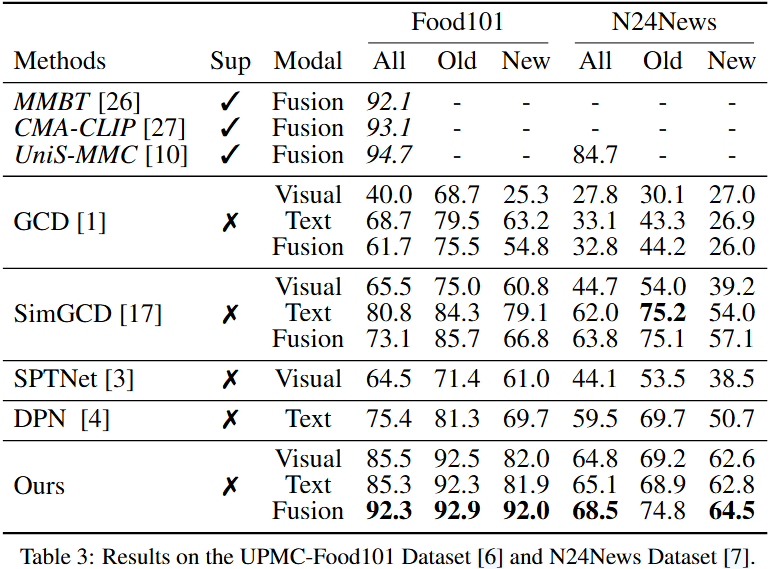 Food101 N24News
Methods Sup Modal All Old New All Old New
MMBT [26] ✓ Fusion 92.1 - - - - -
CMA-CLIP [27] ✓ Fusion 93.1 - - - - -
UniS-MMC [10] ✓ Fusion 94.7 - - 84.7 - -
Visual 40.0 68.7 25.3 27.8 30.1 27.0
GCD [1] ✗ Text 68.7 79.5 63.2 33.1 43.3 26.9
Fusion 61.7 75.5 54.8 32.8 44.2 26.0
Visual 65.5 75.0 60.8 44.7 54.0 39.2
SimGCD [17] ✗ Text 80.8 84.3 79.1 62.0 75.2 54.0
Fusion 73.1 85.7 66.8 63.8 75.1 57.1
SPTNet [3] ✗ Visual 64.5 71.4 61.0 44.1 53.5 38.5
DPN [4] ✗ Text 75.4 81.3 69.7 59.5 69.7 50.7
Visual 85.5 92.5 82.0 64.8 69.2 62.6
Ours ✗ Text 85.3 92.3 81.9 65.1 68.9 62.8
Fusion 92.3 92.9 92.0 68.5 74.8 64.5
Table 3: Results on the UPMC-Food101 Dataset [6] and N24News Dataset [7].